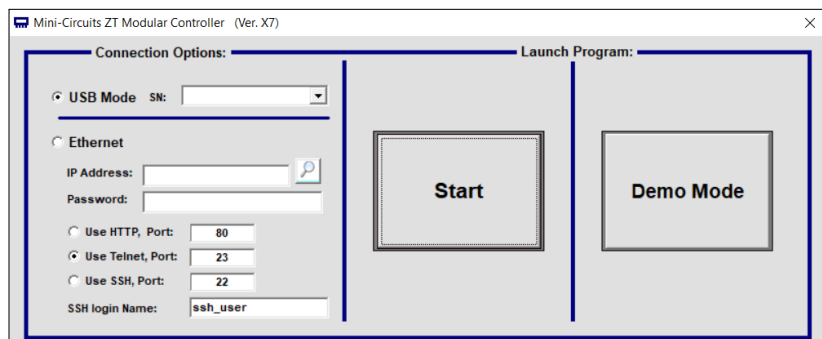 Mini-Circuits ZT Modular Controller (Ver. X7)
Connection Options:
Launch Program:
USB Mode SN:
Ethernet
IP Address:
Password:
Use HTTP, Port: 80
Use Telnet, Port: 23
Use SSH, Port: 22
SSH login Name: ssh_user
Start
Demo Mode